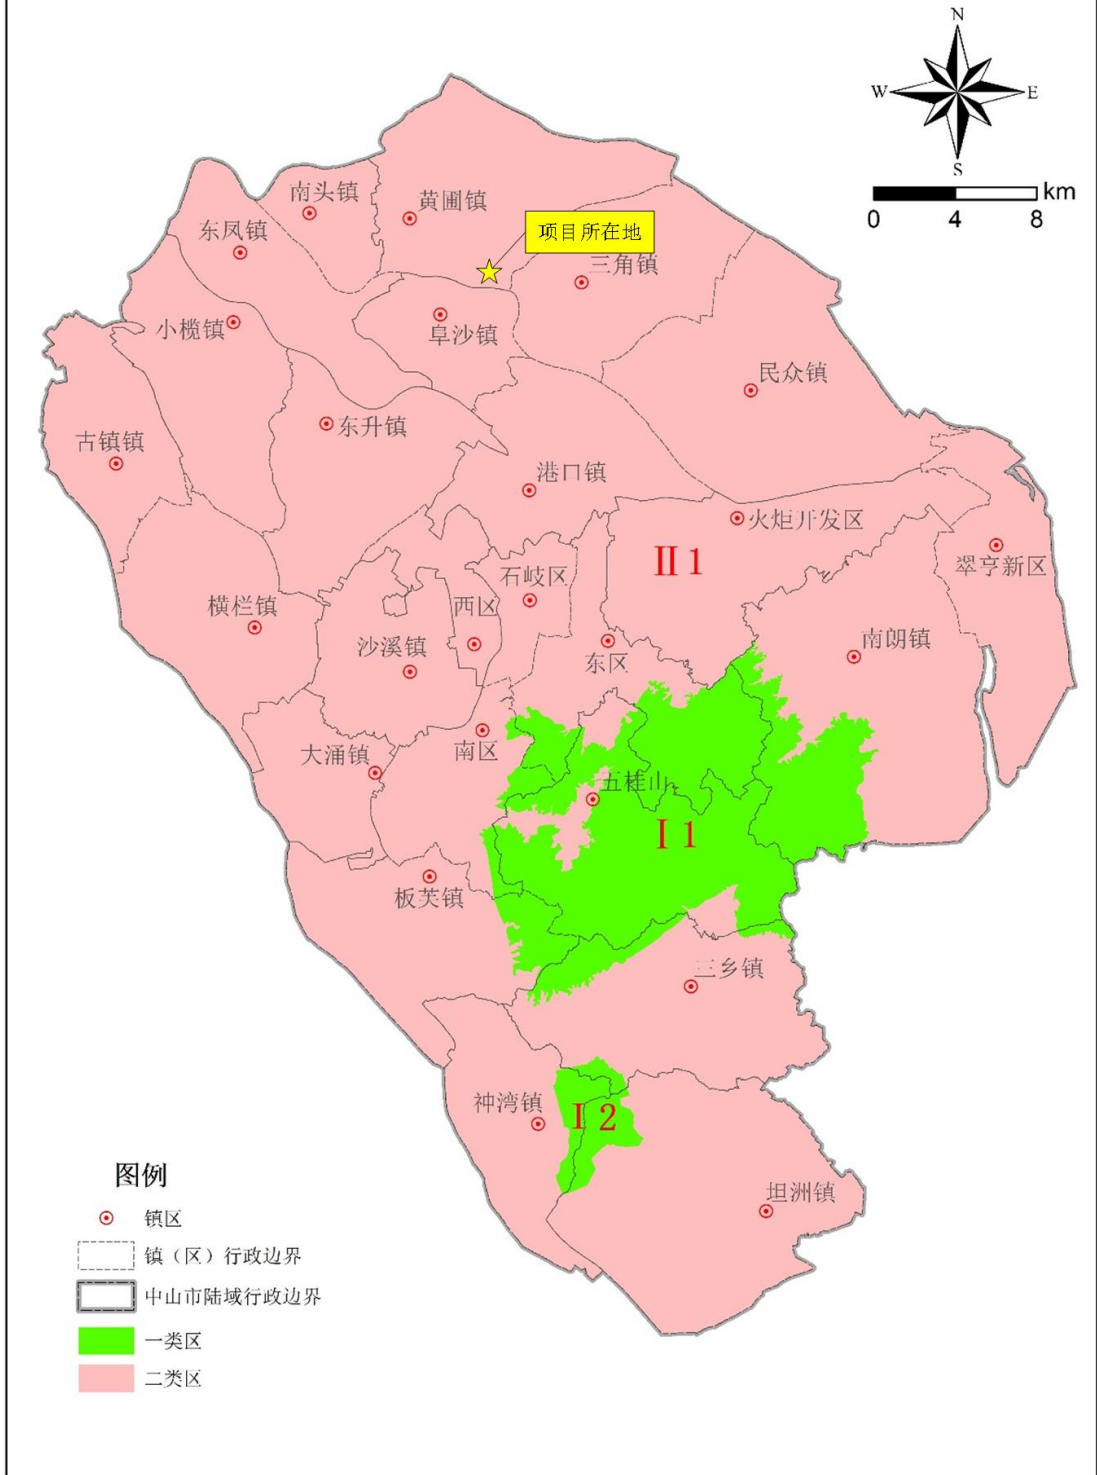 N
W
E
S
km
0
4
8
南头镇
黄圃镇
东凤镇
项目所在地
三角镇
小榄镇
阜沙镇
民众镇
东升镇
古镇镇
港口镇
火炬开发区
II 1
翠亨新区
石岐区
横栏镇
西区
沙溪镇
东区
南朗镇
大涌镇
南区
五桂山
I 1
板芙镇
三乡镇
神湾镇
I 2
坦洲镇
图例
镇区
镇（区）行政边界
中山市陆域行政边界
一类区
二类区